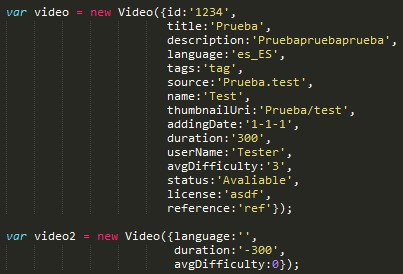 var video = new Video({id:'1234',
title:'Prueba',
description:'Pruebapruebaprueba',
language:'es_ES',
tags:'tag',
source:'Prueba.test',
name:'Test',
thumbnailUri:'Prueba/test',
addingDate:'1-1-1',
duration:'300',
userName:'Tester',
avgDifficulty:'3',
status:'Avaliable',
license:'asdf',
reference:'ref'});
var video2 = new Video({language:'',
duration:'-300',
avgDifficulty:0});